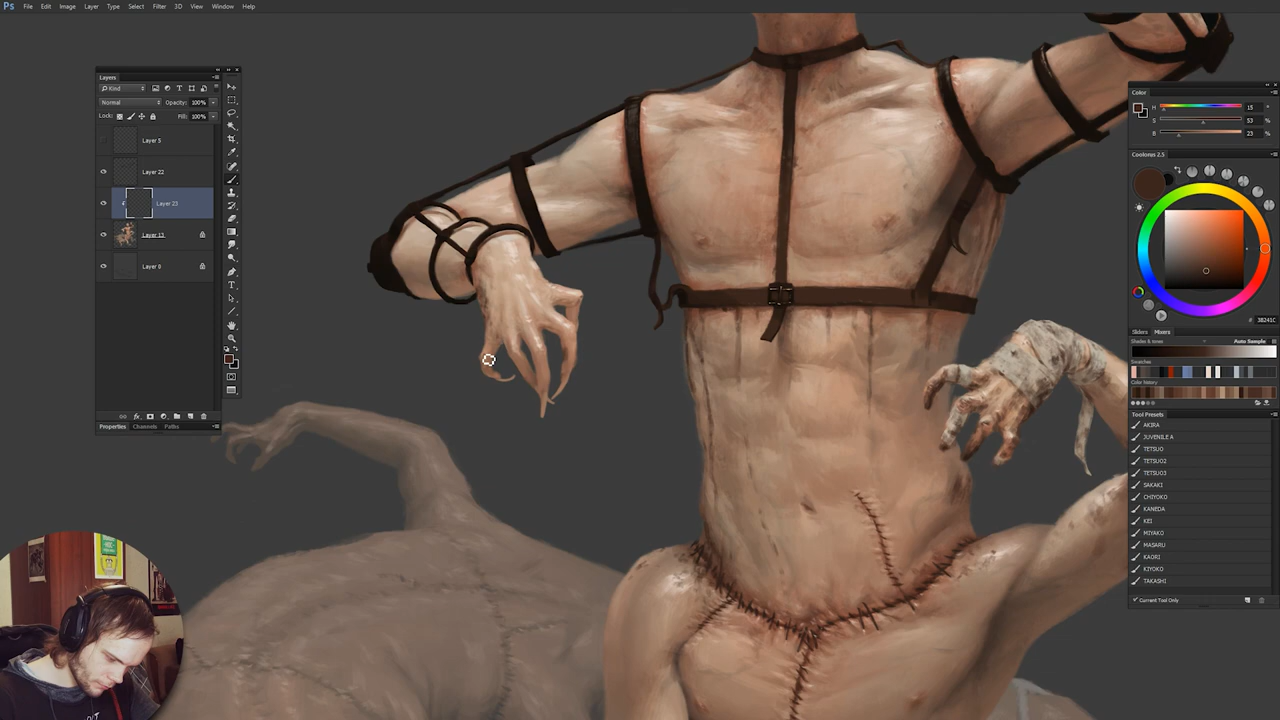 Ps File Edit Image Layer Type Select Filter 3D View Window Help
Layers
Kind
Normal Opacity: 100%
Lock: Fill: 100%
Layer 5
Layer 22
Layer 23
Layer 13
Layer 0
Properties Channels Paths
Color
H 15 °
S 53 %
B 23 %
Coolorus 2.5
# 3B241C
Sliders Mixers
Shades & tones Auto Sample
Swatches
Color history
Tool Presets
AKIRA
JUVENILE A
TETSUO
TETSUO2
TETSUO3
SAKAKI
CHIYOKO
KANEDA
KEI
MIYAKO
MASARU
KAORI
KIYOKO
TAKASHI
Current Tool Only